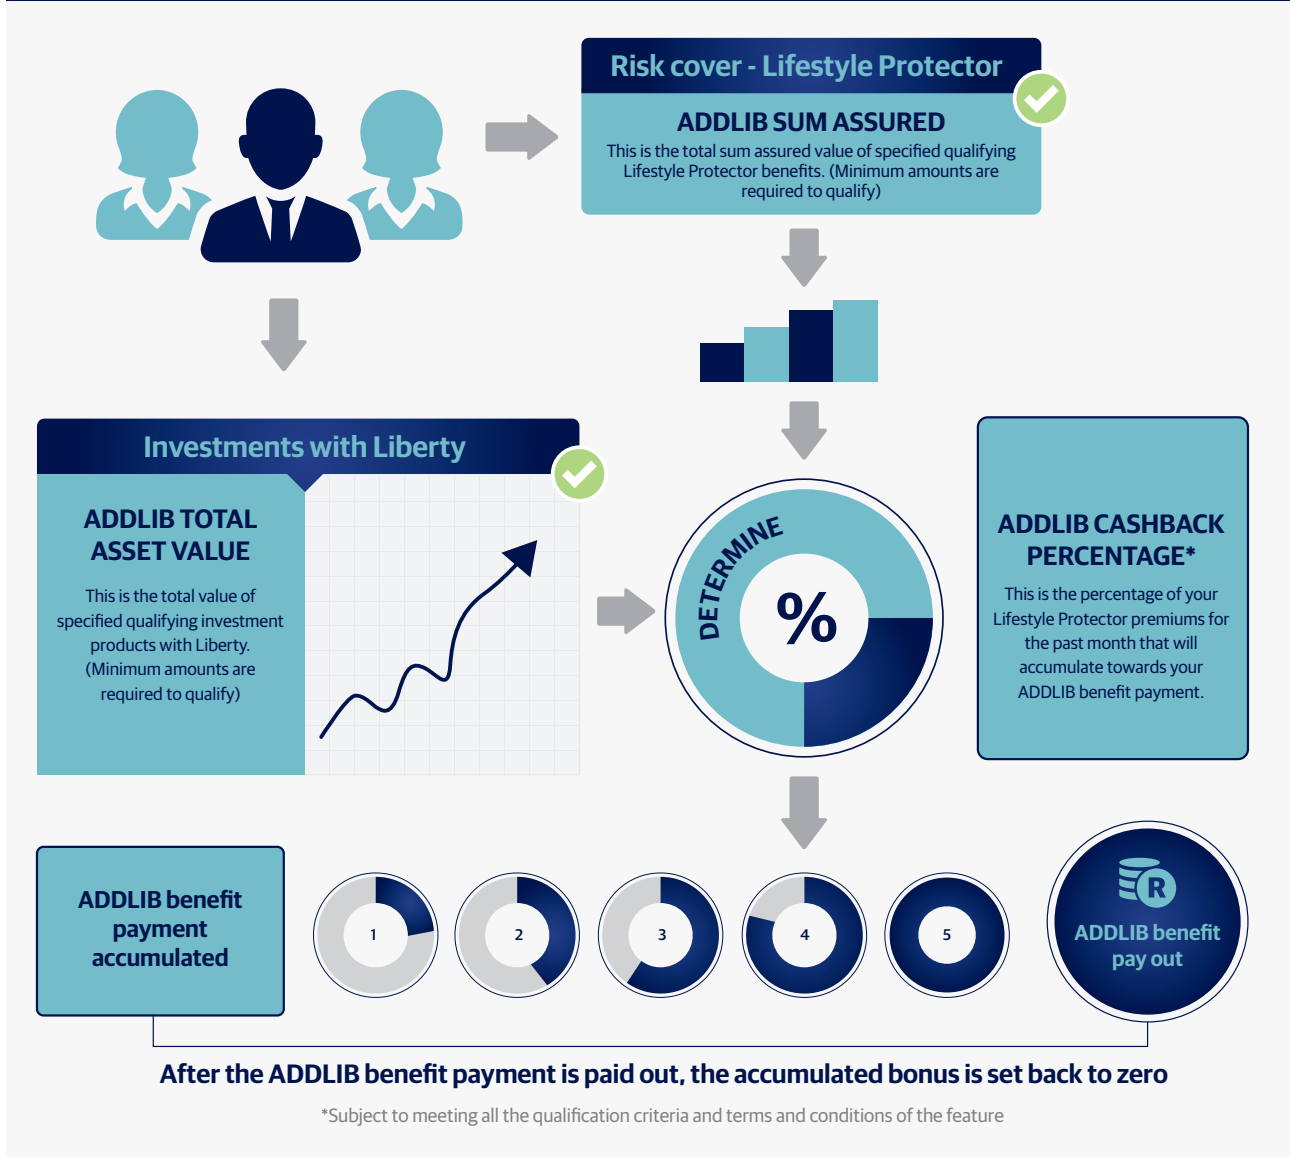 Risk cover - Lifestyle Protector
ADDLIB SUM ASSURED
This is the total sum assured value of specified qualifying
Lifestyle Protector benefits. (Minimum amounts are
required to qualify)
Investments with Liberty
ADDLIB TOTAL
ASSET VALUE
This is the total value of
specified qualifying investment
products with Liberty.
(Minimum amounts are
required to qualify)
DETERMINE
%
ADDLIB CASHBACK
PERCENTAGE*
This is the percentage of your
Lifestyle Protector premiums for
the past month that will
accumulate towards your
ADDLIB benefit payment.
ADDLIB benefit
payment
accumulated
1
2
3
4
5
R
ADDLIB benefit
pay out
After the ADDLIB benefit payment is paid out, the accumulated bonus is set back to zero
*Subject to meeting all the qualification criteria and terms and conditions of the feature